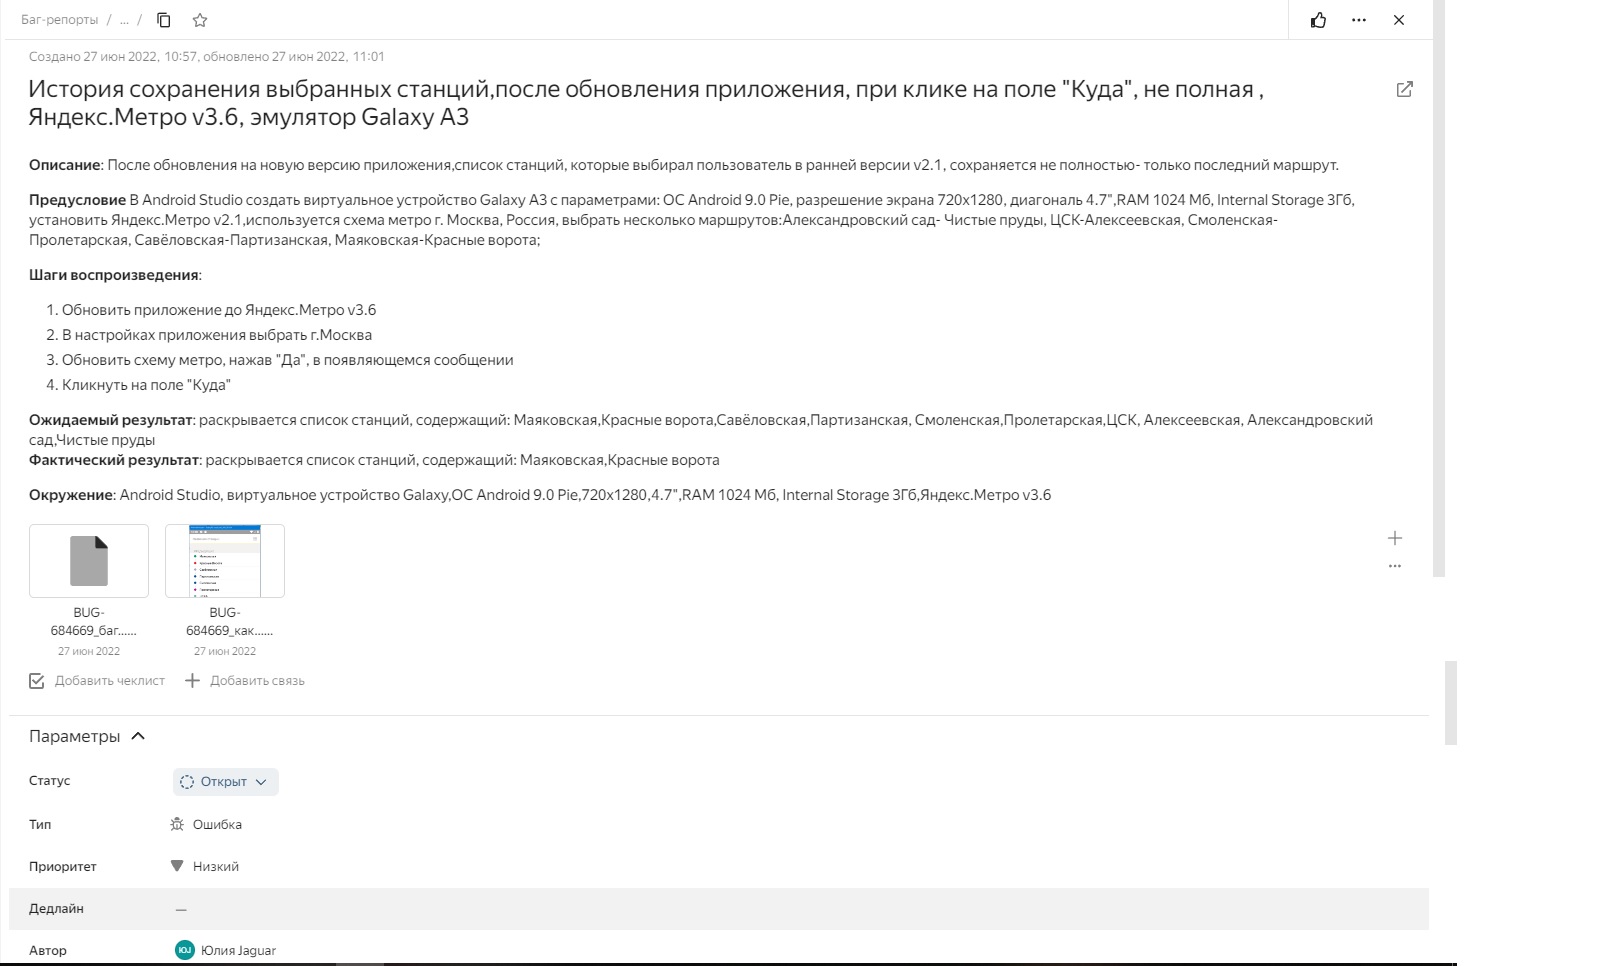 Баг-репорты / ... /
Создано 27 июн 2022, 10:57, обновлено 27 июн 2022, 11:01
История сохранения выбранных станций,после обновления приложения, при клике на поле "Куда", не полная ,
Яндекс.Метро v3.6, эмулятор Galaxy A3
Описание: После обновления на новую версию приложения,список станций, которые выбирал пользователь в ранней версии v2.1, сохраняется не полностью- только последний маршрут.
Предусловие В Android Studio создать виртуальное устройство Galaxy A3 с параметрами: ОС Android 9.0 Pie, разрешение экрана 720x1280, диагональ 4.7",RAM 1024 Мб, Internal Storage 3Гб,
установить Яндекс.Метро v2.1,используется схема метро г. Москва, Россия, выбрать несколько маршрутов:Александровский сад- Чистые пруды, ЦСК-Алексеевская, Смоленская-
Пролетарская, Савёловская-Партизанская, Маяковская-Красные ворота;
Шаги воспроизведения:
1. Обновить приложение до Яндекс.Метро v3.6
2. В настройках приложения выбрать г.Москва
3. Обновить схему метро, нажав "Да", в появляющемся сообщении
4. Кликнуть на поле "Куда"
Ожидаемый результат: раскрывается список станций, содержащий: Маяковская,Красные ворота,Савёловская,Партизанская, Смоленская,Пролетарская,ЦСК, Алексеевская, Александровский
сад,Чистые пруды
Фактический результат: раскрывается список станций, содержащий: Маяковская,Красные ворота
Окружение: Android Studio, виртуальное устройство Galaxy,ОС Android 9.0 Pie,720x1280,4.7",RAM 1024 Мб, Internal Storage 3Гб,Яндекс.Метро v3.6
BUG-
684669_баг......
27 июн 2022
BUG-
684669_как......
27 июн 2022
Добавить чеклист
Добавить связь
Параметры
Статус
Открыт
Тип
Ошибка
Приоритет
Низкий
Дедлайн
—
Автор
ЮJ Юлия Jaguar